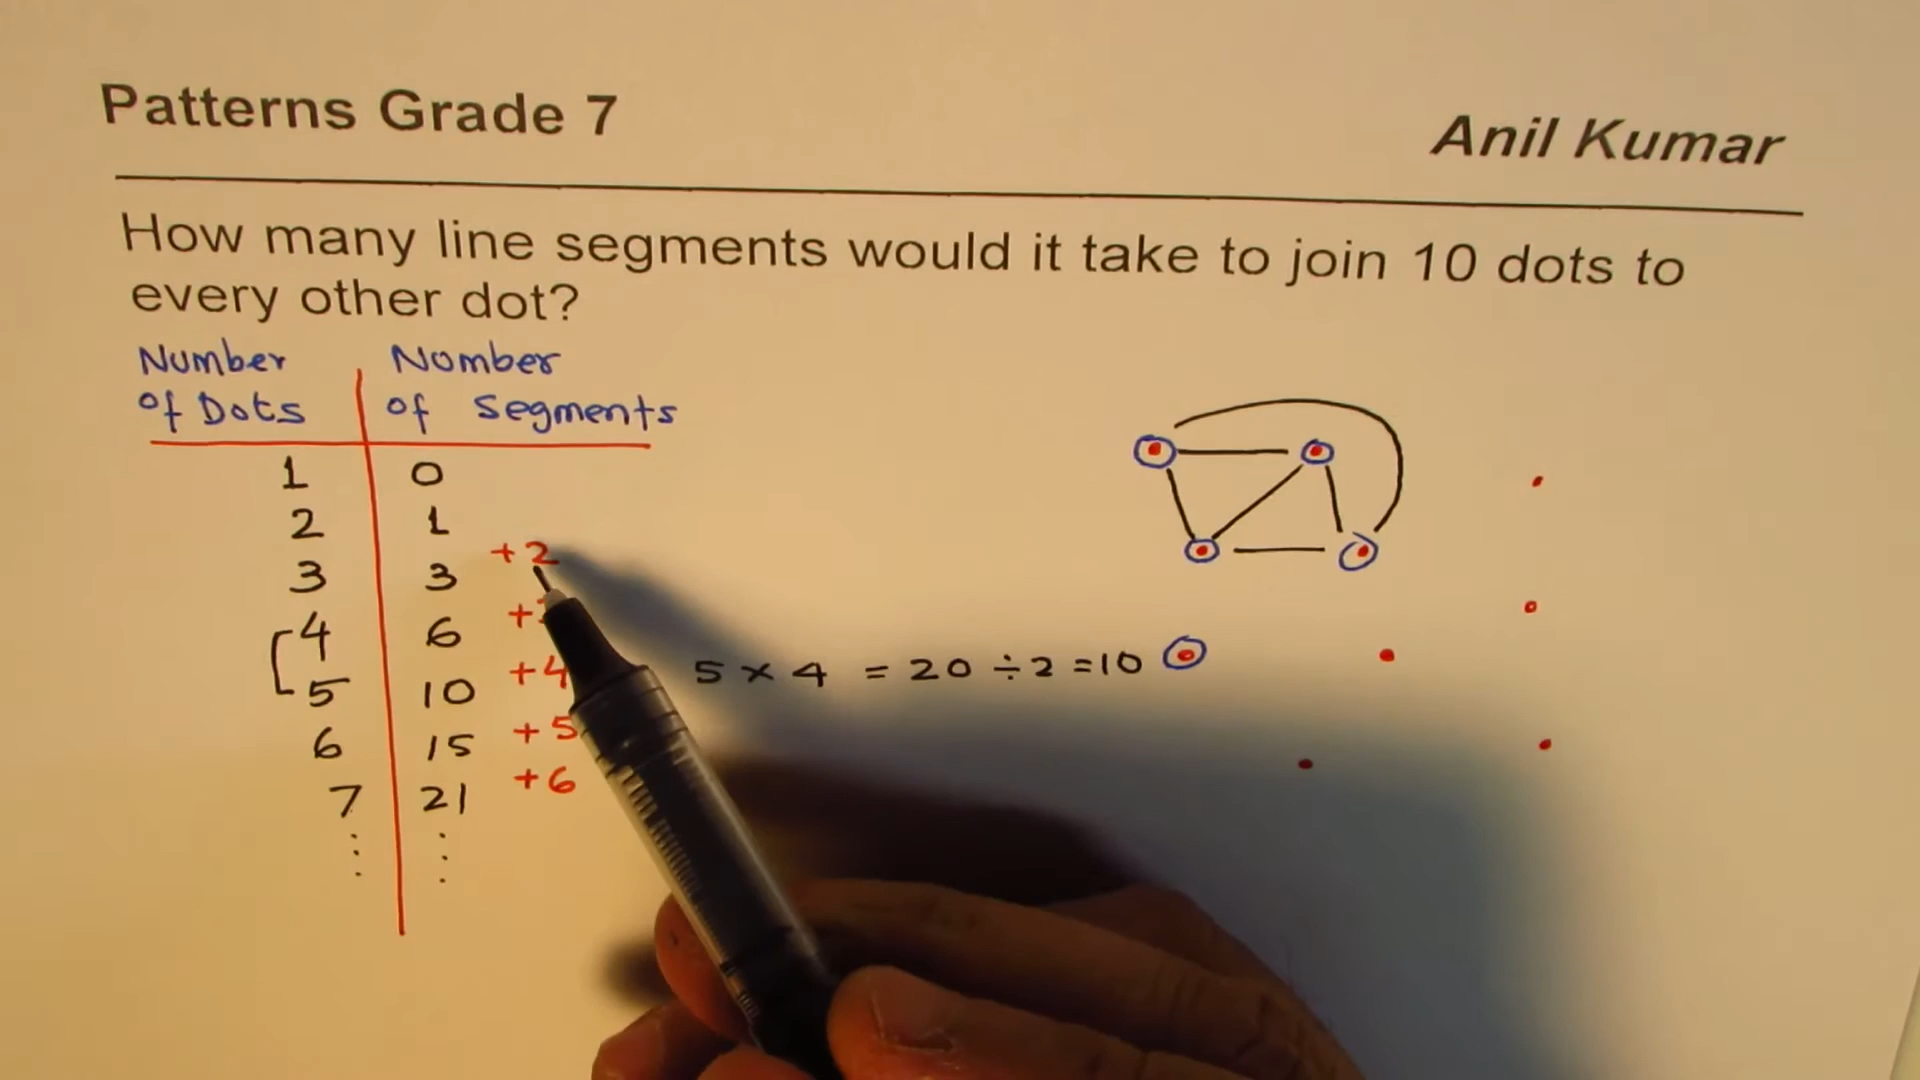 Patterns Grade 7
Anil Kumar
How many line segments would it take to join 10 dots to
every other dot?
Number Nomber
of Dots of Segments
1 0
2 1
+2
3 3
+
4 6
+4
5 10
5 × 4 = 20 ÷ 2 = 10
+5
6 15
+6
7 21